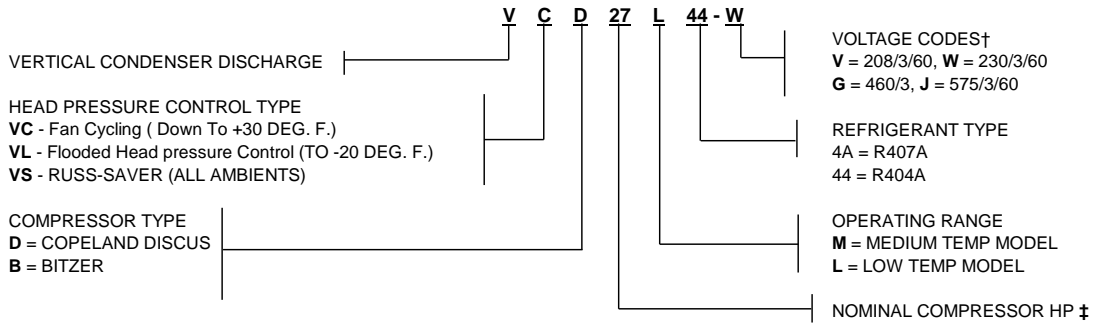 V C D 27 L 44 - W
VERTICAL CONDENSER DISCHARGE
HEAD PRESSURE CONTROL TYPE
VC - Fan Cycling ( Down To +30 DEG. F.)
VL - Flooded Head pressure Control (TO -20 DEG. F.)
VS - RUSS-SAVER (ALL AMBIENTS)
COMPRESSOR TYPE
D = COPELAND DISCUS
B = BITZER
VOLTAGE CODES†
V = 208/3/60, W = 230/3/60
G = 460/3, J = 575/3/60
REFRIGERANT TYPE
4A = R407A
44 = R404A
OPERATING RANGE
M = MEDIUM TEMP MODEL
L = LOW TEMP MODEL
NOMINAL COMPRESSOR HP ‡